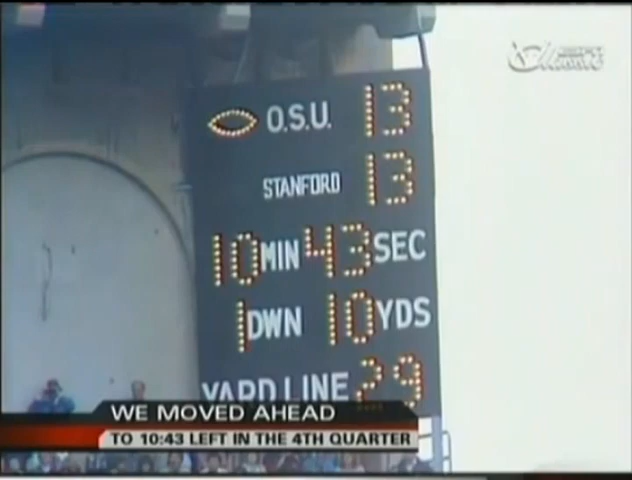 O.S.U. 13
STANFORD 13
10 MIN 43 SEC
1 DWN 10 YDS
YARD LINE 29
WE MOVED AHEAD
TO 10:43 LEFT IN THE 4TH QUARTER
Classic